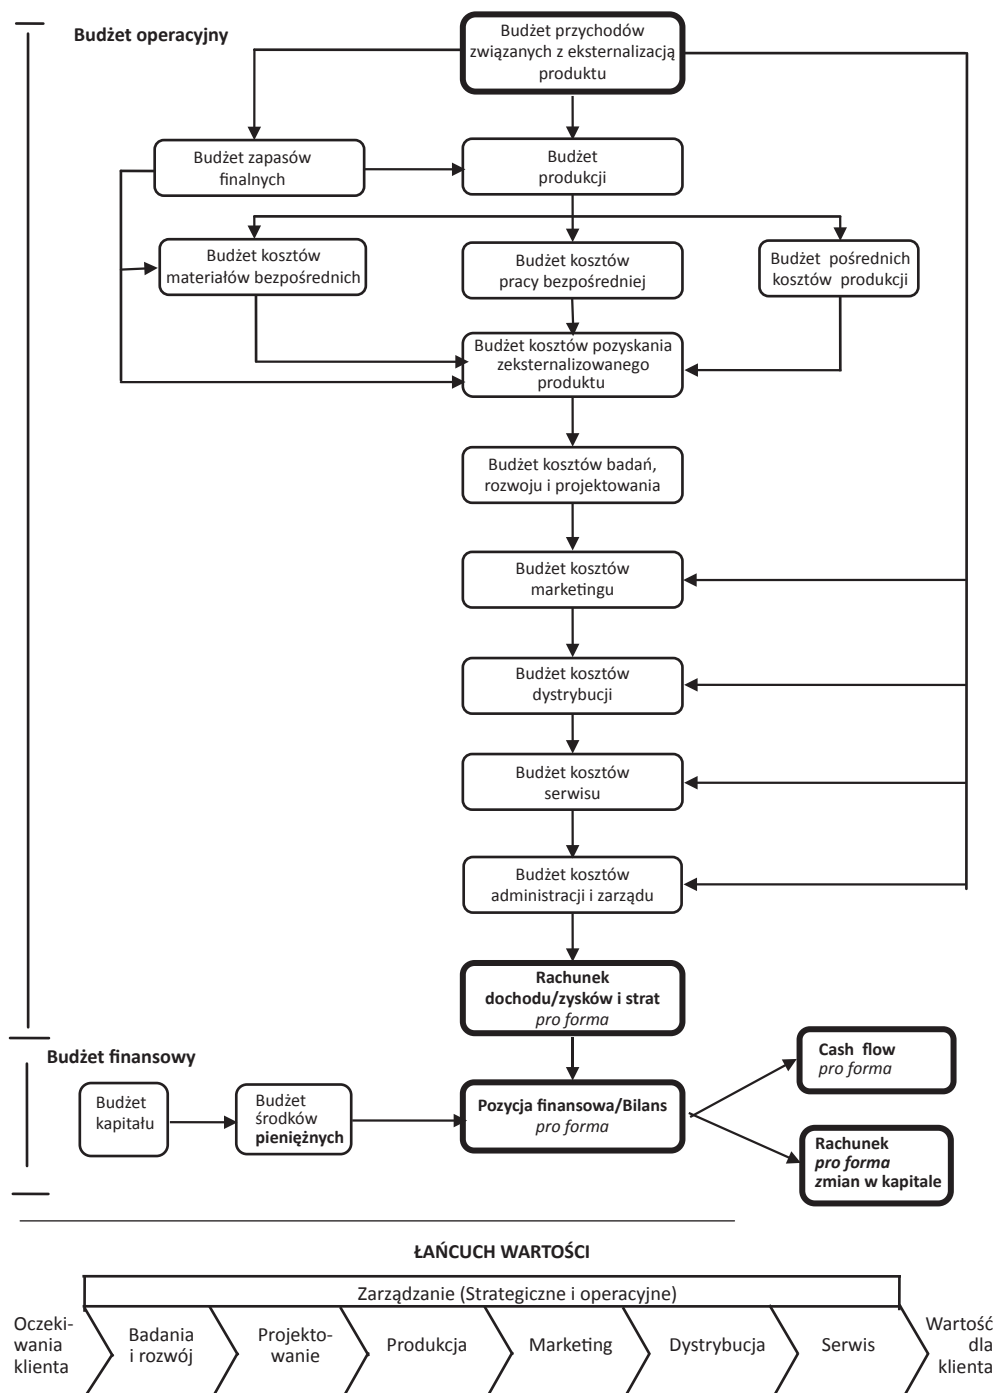 Budżet operacyjny
Budżet przychodów
związanych z eksternalizacją
produktu
Budżet zapasów
finalnych
Budżet
produkcji
Budżet kosztów
materiałów bezpośrednich
Budżet kosztów
pracy bezpośredniej
Budżet pośrednich
kosztów produkcji
Budżet kosztów pozyskania
zeksternalizowanego
produktu
Budżet kosztów badań,
rozwoju i projektowania
Budżet kosztów
marketingu
Budżet kosztów
dystrybucji
Budżet kosztów
serwisu
Budżet kosztów
administracji i zarządu
Rachunek
dochodu/zysków i strat
pro forma
Budżet finansowy
Budżet
kapitału
Budżet
środków
pieniężnych
Pozycja finansowa/Bilans
pro forma
Cash flow
pro forma
Rachunek
pro forma
zmian w kapitale
ŁAŃCUCH WARTOŚCI
Zarządzanie (Strategiczne i operacyjne)
Oczeki-
wania
klienta
Badania
i rozwój
Projekto-
wanie
Produkcja
Marketing
Dystrybucja
Serwis
Wartość
dla
klienta